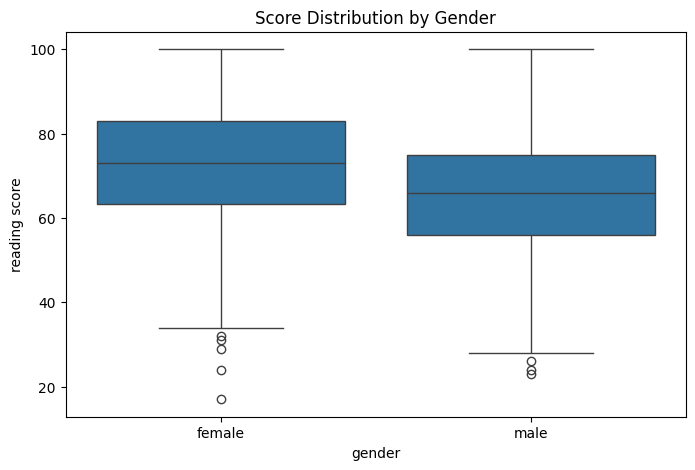 Score Distribution by Gender
100
80
60
40
20
reading score
female
male
gender